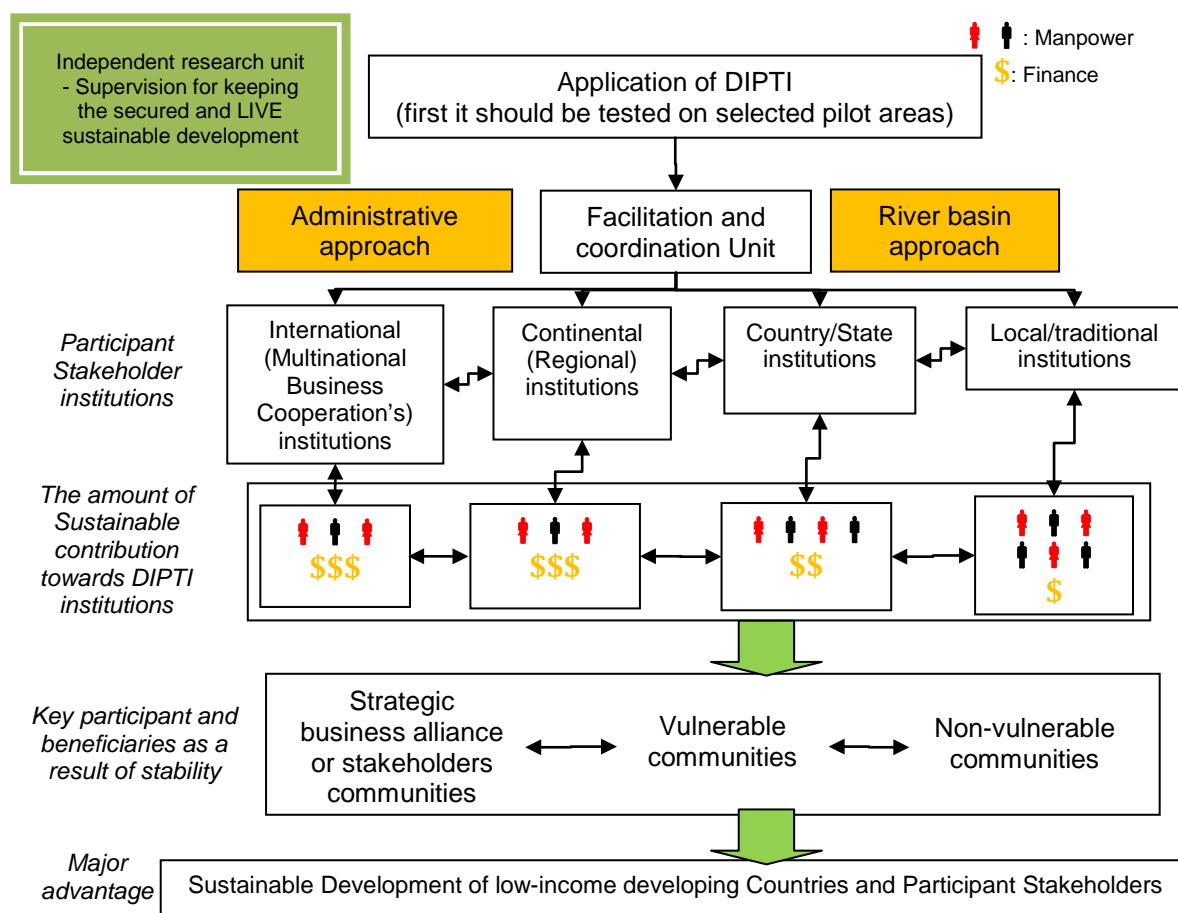 Independent research unit
- Supervision for keeping
the secured and LIVE
sustainable development
: Manpower
$: Finance
Application of DIPTI
(first it should be tested on selected pilot areas)
Administrative
approach
Facilitation and
coordination Unit
River basin
approach
Participant
Stakeholder
institutions
International
(Multinational
Business
Cooperation's)
institutions
Continental
(Regional)
institutions
Country/State
institutions
Local/traditional
institutions
The amount of
Sustainable
contribution
towards DIPTI
institutions
$$$
$$$
$$
$
Key participant and
beneficiaries as a
result of stability
Strategic
business alliance
or stakeholders
communities
Vulnerable
communities
Non-vulnerable
communities
Major
advantage
Sustainable Development of low-income developing Countries and Participant Stakeholders